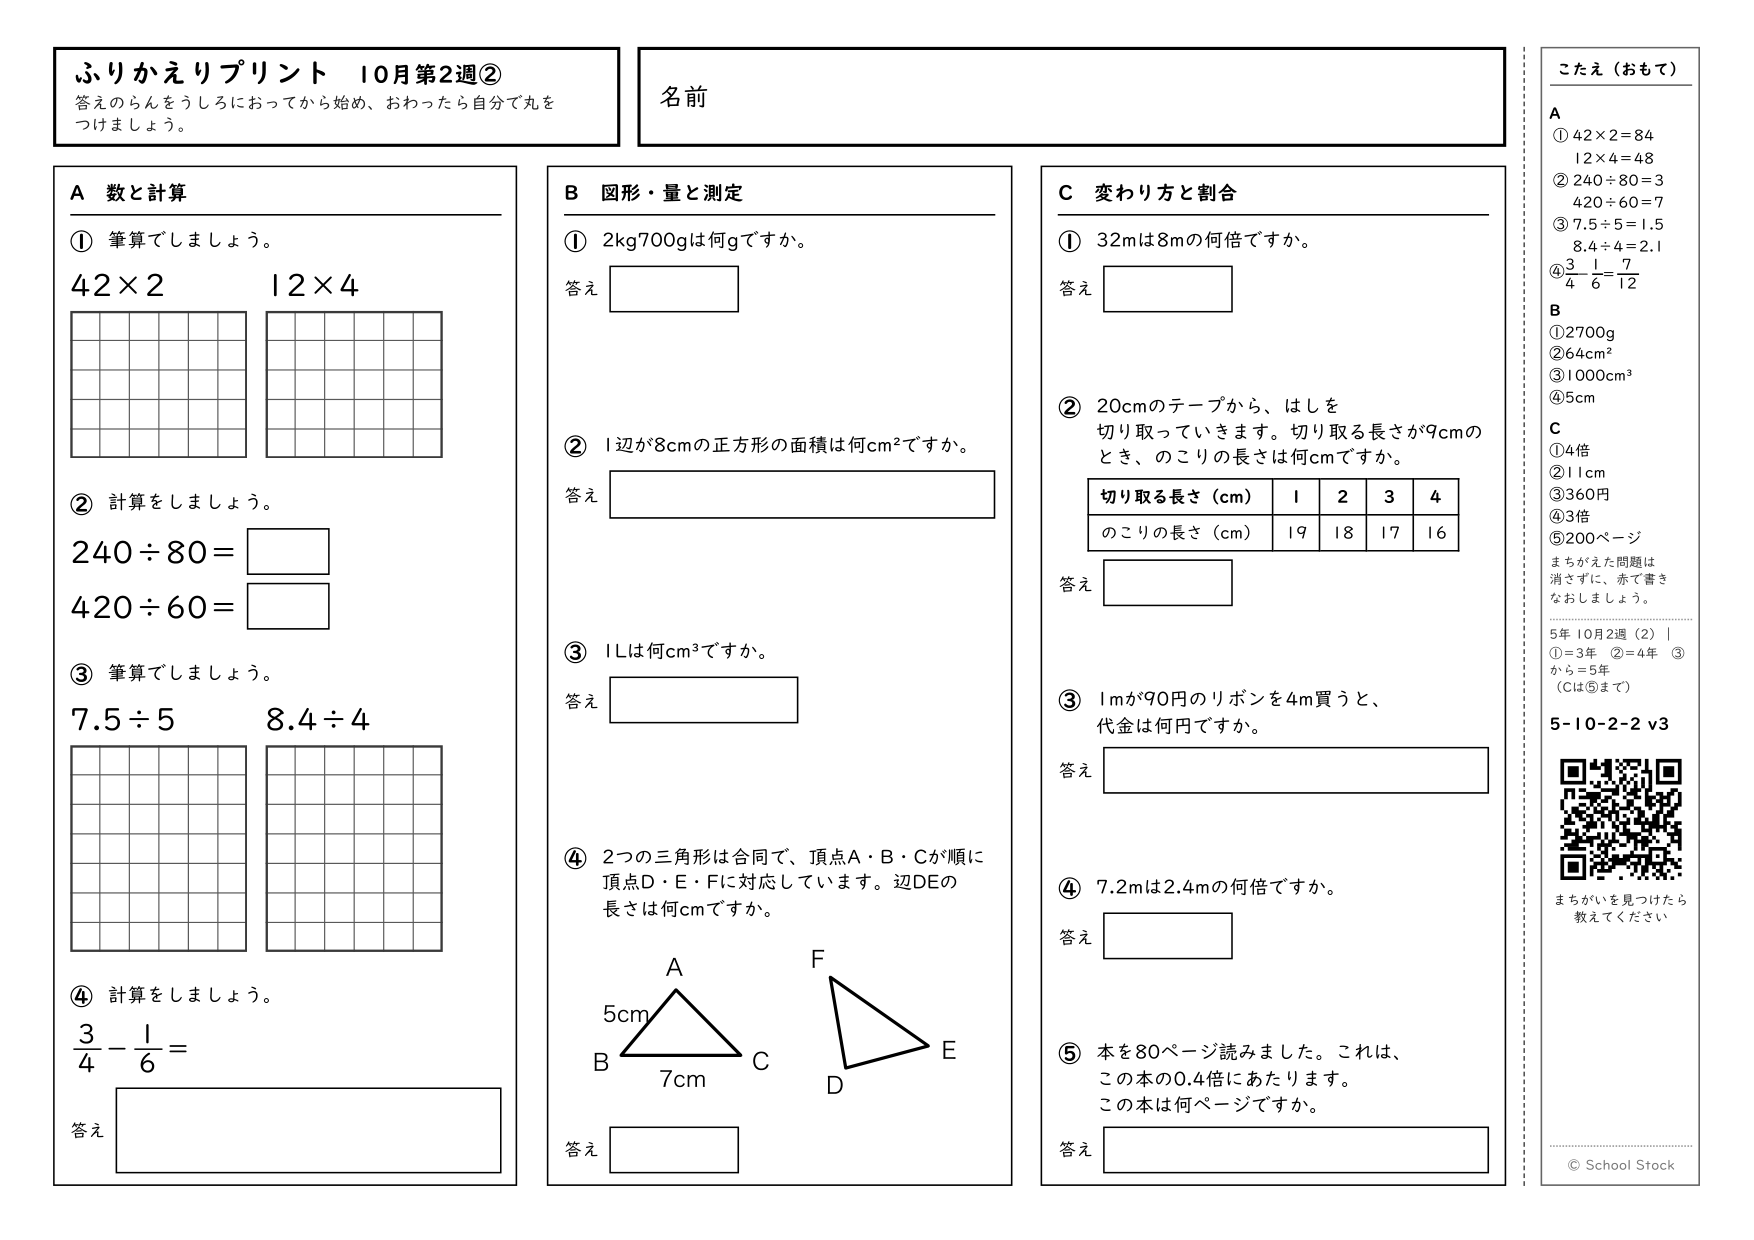 ふりかえりプリント　10月第2週②
答えのらんをうしろにおってから始め、おわったら自分で丸を
つけましょう。
名前
A　数と計算
① 筆算でしましょう。
42×2
12×4
② 計算をしましょう。
240÷80＝
420÷60＝
③ 筆算でしましょう。
7.5÷5
8.4÷4
④ 計算をしましょう。
3/4－1/6＝
答え
B　図形・量と測定
① 2kg700gは何gですか。
答え
② 1辺が8cmの正方形の面積は何cm²ですか。
答え
③ 1Lは何cm³ですか。
答え
④ 2つの三角形は合同で、頂点A・B・Cが順に
頂点D・E・Fに対応しています。辺DEの
長さは何cmですか。
A
5cm
B
C
7cm
F
E
D
答え
C　変わり方と割合
① 32mは8mの何倍ですか。
答え
② 20cmのテープから、はしを
切り取っていきます。切り取る長さが9cmの
とき、のこりの長さは何cmですか。
切り取る長さ（cm） 1 2 3 4
のこりの長さ（cm） 19 18 17 16
答え
③ 1mが90円のリボンを4m買うと、
代金は何円ですか。
答え
④ 7.2mは2.4mの何倍ですか。
答え
⑤ 本を80ページ読みました。これは、
この本の0.4倍にあたります。
この本は何ページですか。
答え
こたえ（おもて）
A
① 42×2＝84
12×4＝48
② 240÷80＝3
420÷60＝7
③ 7.5÷5＝1.5
8.4÷4＝2.1
④3/4－1/6＝7/12
B
①2700g
②64cm²
③1000cm³
④5cm
C
①4倍
②11cm
③360円
④3倍
⑤200ページ
まちがえた問題は
消さずに、赤で書き
なおしましょう。
5年 10月2週（2）｜
①＝3年　②＝4年　③
から＝5年
（Cは⑤まで）
5-10-2-2 v3
まちがいを見つけたら
教えてください
© School Stock